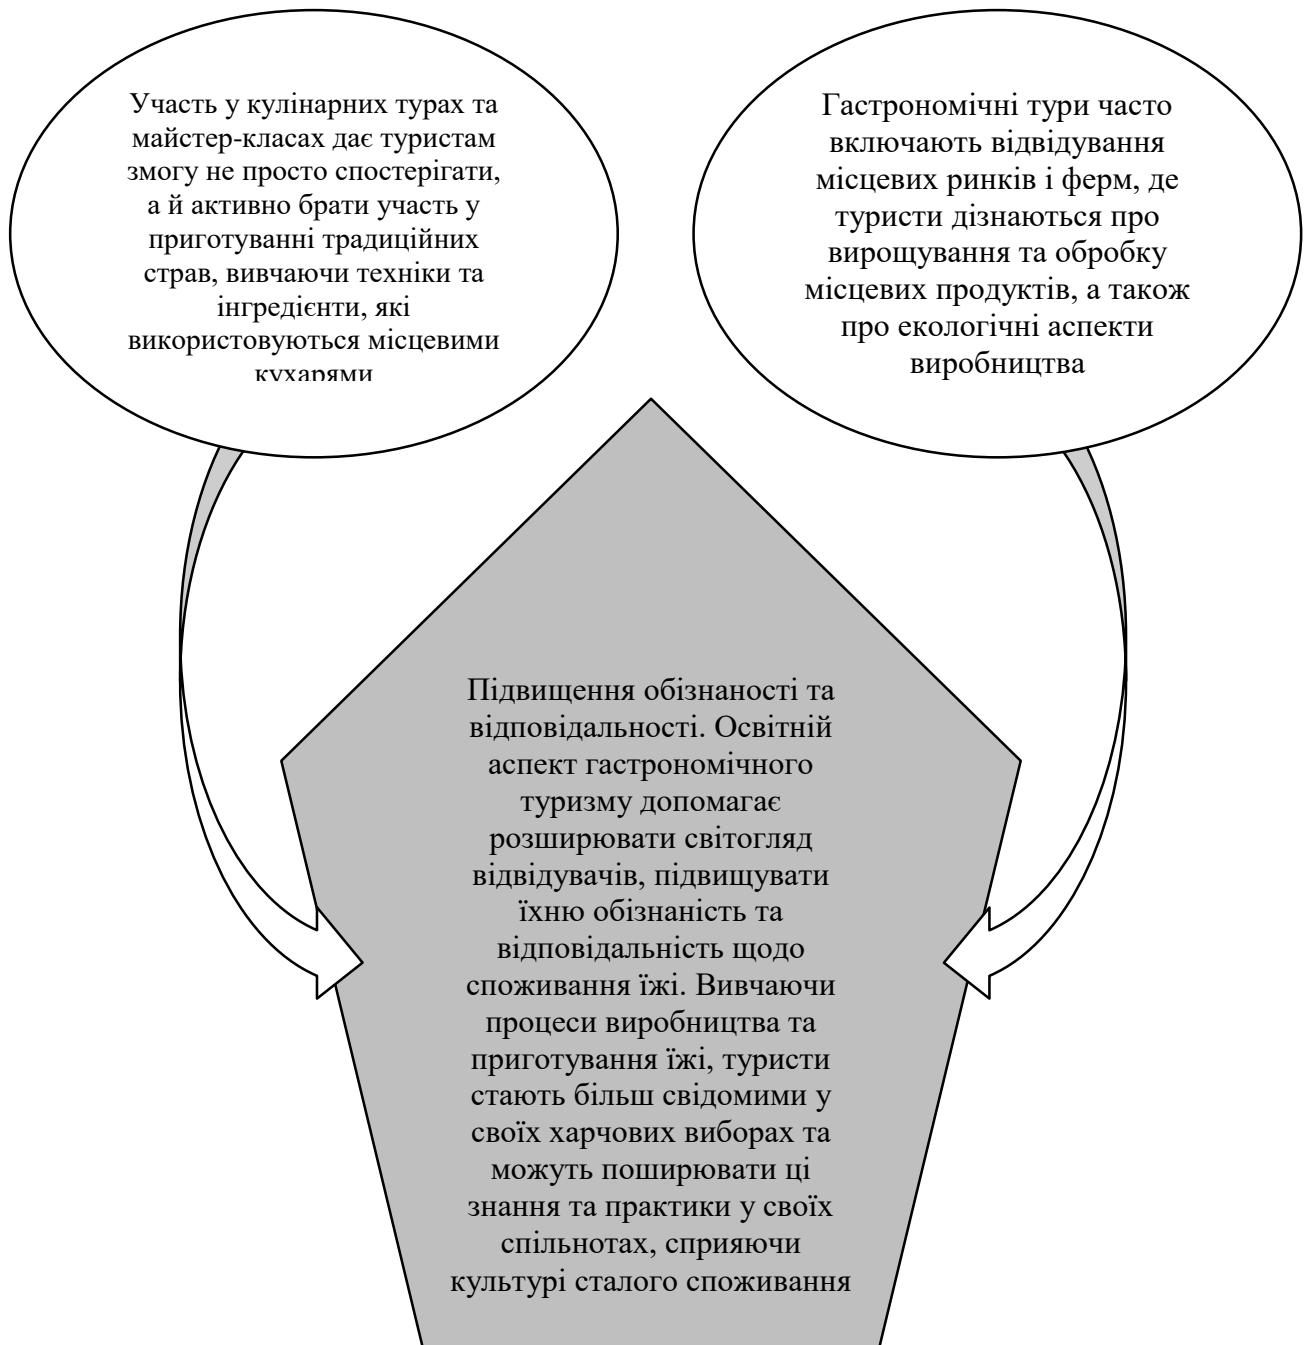 Участь у кулінарних турах та
майстер-класах дає туристам
змогу не просто спостерігати,
а й активно брати участь у
приготуванні традиційних
страв, вивчаючи техніки та
інгредієнти, які
використовуються місцевими
кухарями
Гастрономічні тури часто
включають відвідування
місцевих ринків і ферм, де
туристи дізнаються про
вирощування та обробку
місцевих продуктів, а також
про екологічні аспекти
виробництва
Підвищення обізнаності та
відповідальності. Освітній
аспект гастрономічного
туризму допомагає
розширювати світогляд
відвідувачів, підвищувати
їхню обізнаність та
відповідальність щодо
споживання їжі. Вивчаючи
процеси виробництва та
приготування їжі, туристи
стають більш свідомими у
своїх харчових виборах та
можуть поширювати ці
знання та практики у своїх
спільнотах, сприяючи
культурі сталого споживання